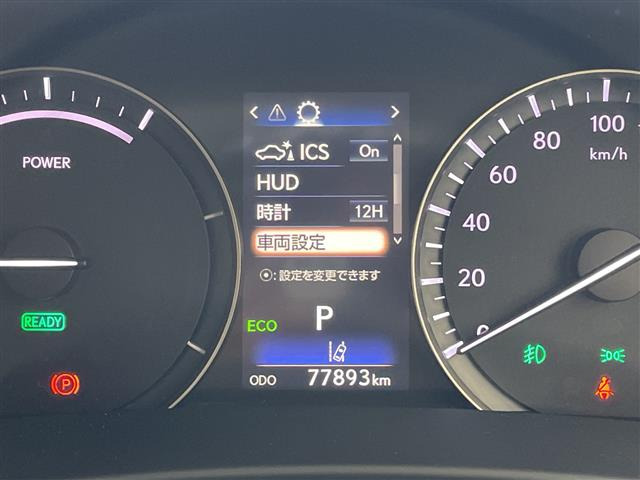 POWER
READY
ICS On
HUD
時計 12H
車両設定
⦿:設定を変更できます
P
ECO
ODO 77893km
100
80
km/h
60
40
20
0